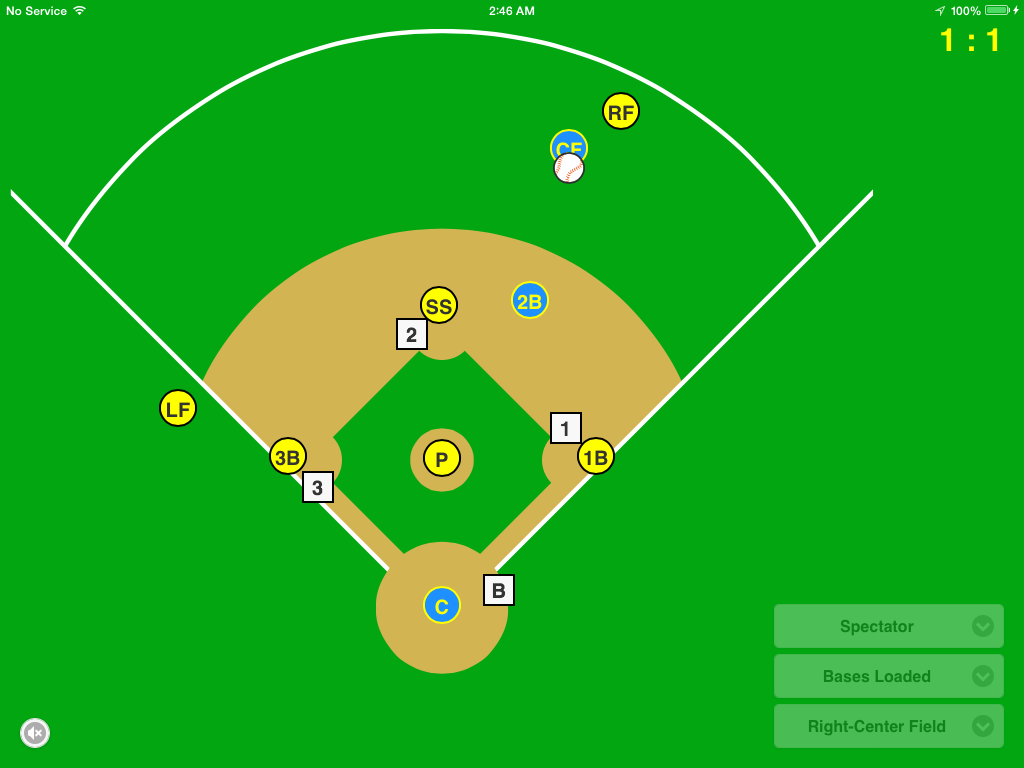 No Service
2:46 AM
100%
1 : 1
RF
CF
SS
2B
2
LF
1
3B
P
1B
3
B
C
Spectator
Bases Loaded
Right-Center Field